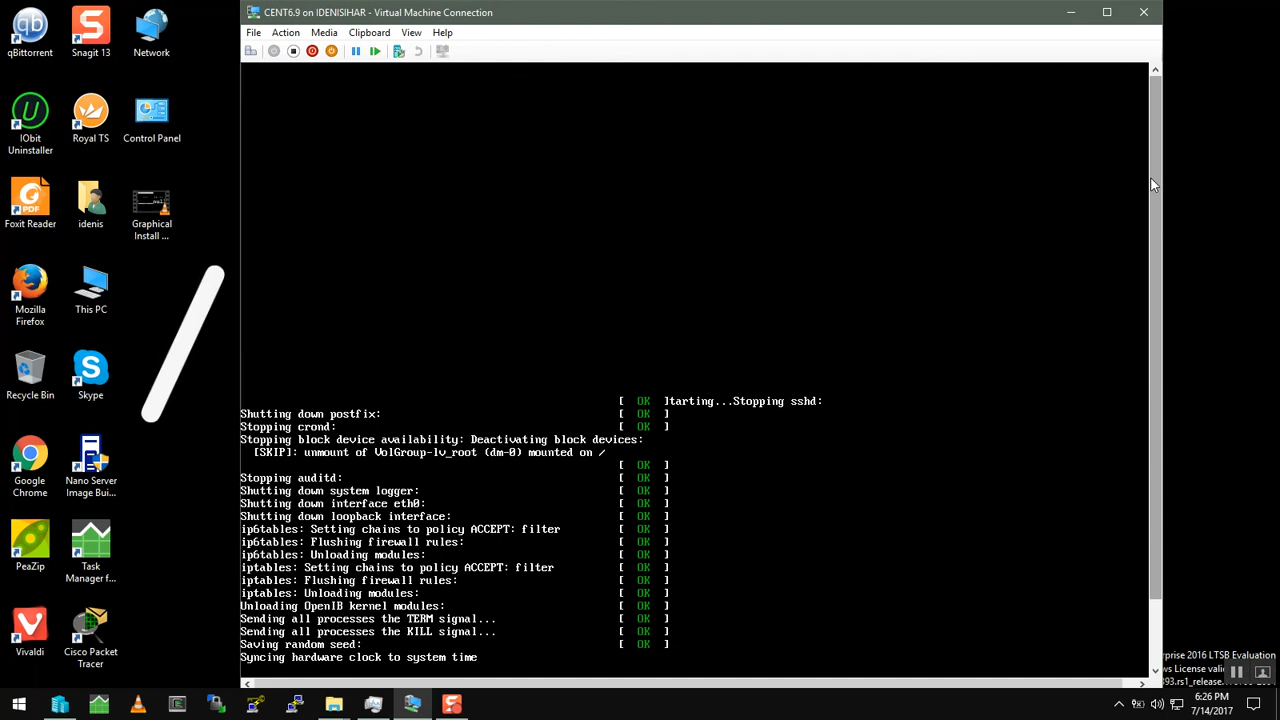 qBittorrent
Snagit 13
Network
IObit
Uninstaller
Royal TS
Control Panel
Foxit Reader
idenis
Graphical
Install ...
Mozilla
Firefox
This PC
Recycle Bin
Skype
Google
Chrome
Nano Server
Image Bui...
PeaZip
Task
Manager f...
Vivaldi
Cisco Packet
Tracer
CENT6.9 on IDENISIHAR - Virtual Machine Connection
File Action Media Clipboard View Help
[ OK ]tarting...Stopping sshd:
Shutting down postfix: [ OK ]
Stopping crond: [ OK ]
Stopping block device availability: Deactivating block devices:
[SKIP]: unmount of VolGroup-lv_root (dm-0) mounted on /
[ OK ]
Stopping auditd: [ OK ]
Shutting down system logger: [ OK ]
Shutting down interface eth0: [ OK ]
Shutting down loopback interface: [ OK ]
ip6tables: Setting chains to policy ACCEPT: filter [ OK ]
ip6tables: Flushing firewall rules: [ OK ]
ip6tables: Unloading modules: [ OK ]
iptables: Setting chains to policy ACCEPT: filter [ OK ]
iptables: Flushing firewall rules: [ OK ]
iptables: Unloading modules: [ OK ]
Unloading OpenIB kernel modules: [ OK ]
Sending all processes the TERM signal... [ OK ]
Sending all processes the KILL signal... [ OK ]
Saving random seed: [ OK ]
Syncing hardware clock to system time
rprise 2016 LTSB Evaluation
ws License valid
93.rs1_release.
6:26 PM
7/14/2017